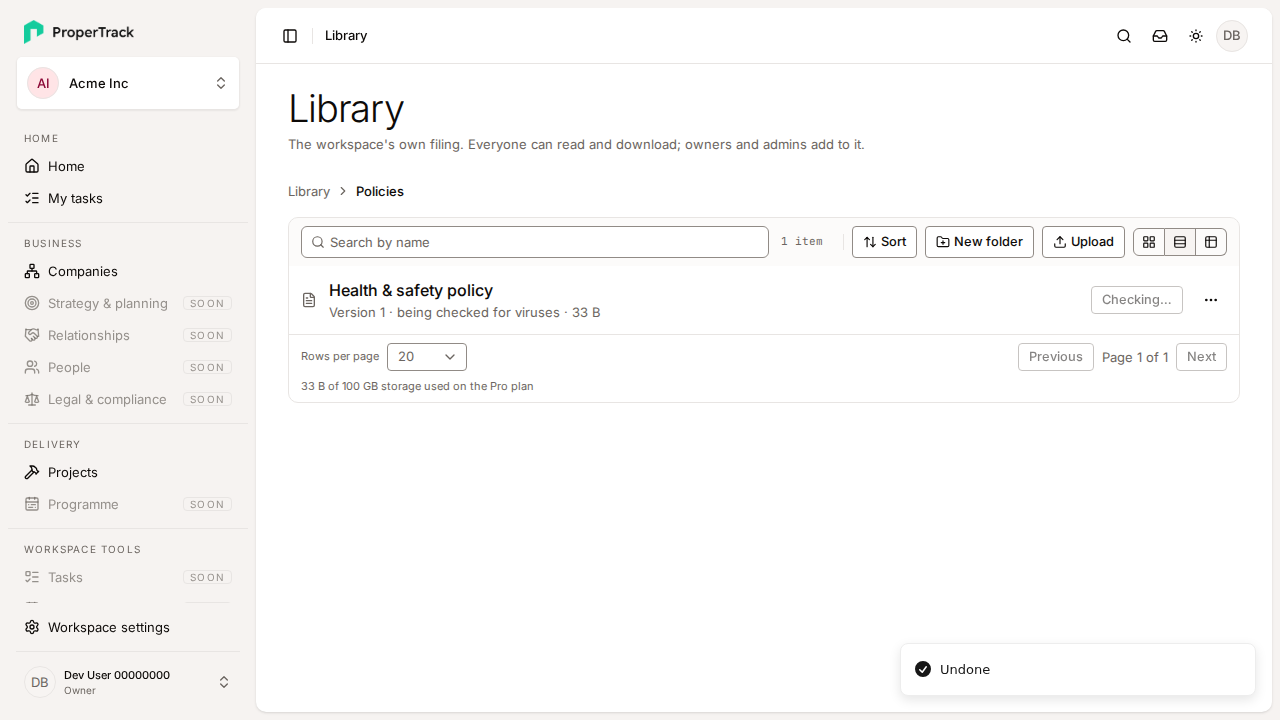 ProperTrack
AI
Acme Inc
HOME
Home
My tasks
BUSINESS
Companies
Strategy & planning SOON
Relationships SOON
People SOON
Legal & compliance SOON
DELIVERY
Projects
Programme SOON
WORKSPACE TOOLS
Tasks SOON
Workspace settings
DB
Dev User 00000000
Owner
Library
DB
Library
The workspace's own filing. Everyone can read and download; owners and admins add to it.
Library > Policies
Search by name
1 item
Sort
New folder
Upload
Health & safety policy
Version 1 · being checked for viruses · 33 B
Checking...
Rows per page
20
Previous
Page 1 of 1
Next
33 B of 100 GB storage used on the Pro plan
Undone